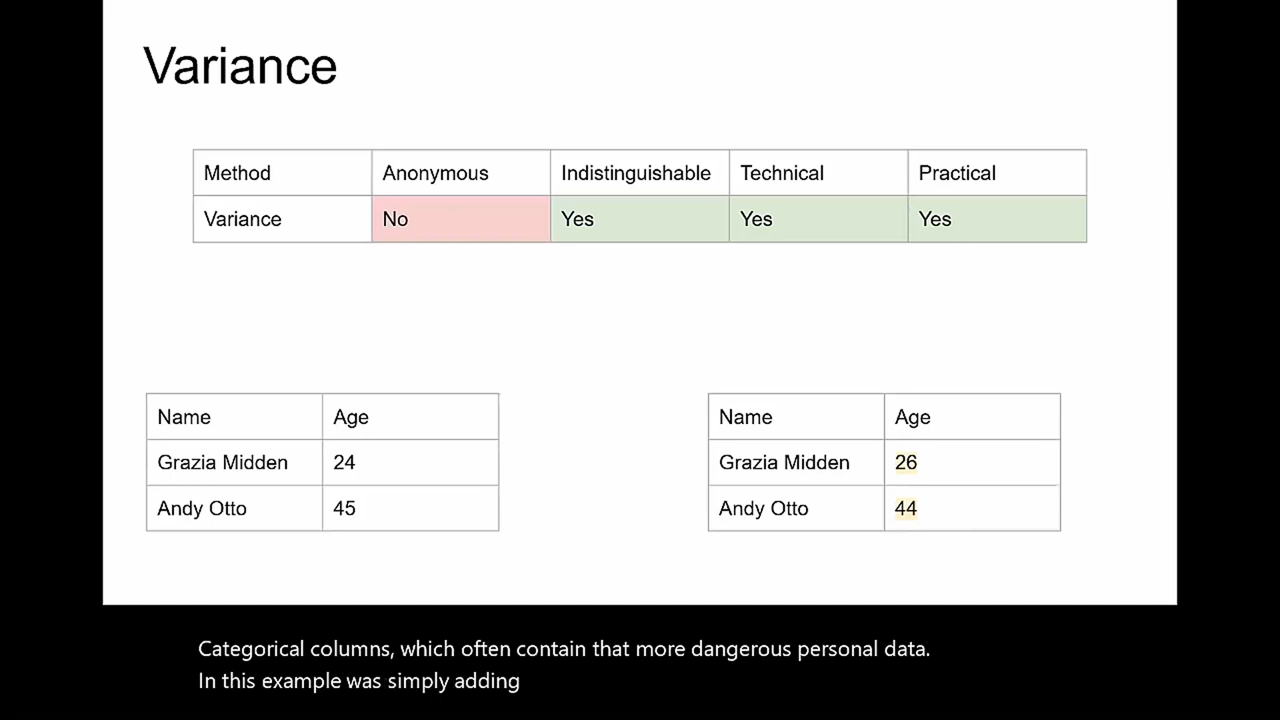 Variance
Method Anonymous Indistinguishable Technical Practical
Variance No Yes Yes Yes
Name Age
Grazia Midden 24
Andy Otto 45
Name Age
Grazia Midden 26
Andy Otto 44
Categorical columns, which often contain that more dangerous personal data.
In this example was simply adding